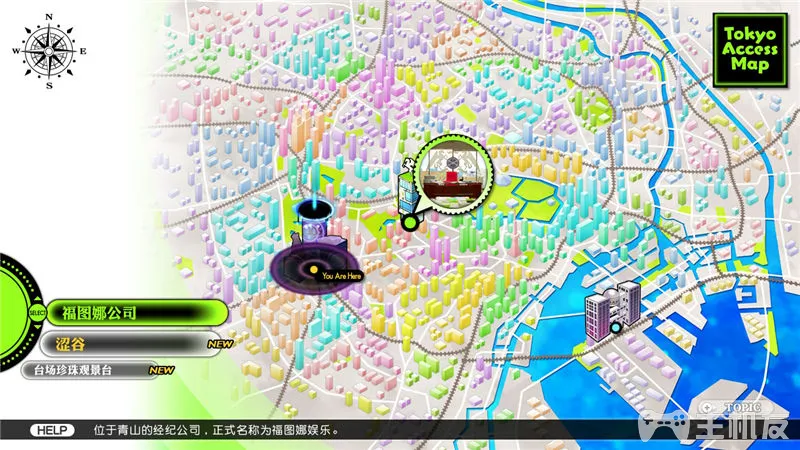 N
W
E
S
Tokyo
Access
Map
You Are Here
SELECT
福图娜公司
涩谷
NEW
台场珍珠观景台
NEW
TOPIC
主机友
HELP
位于青山的经纪公司，正式名称为福图娜娱乐。